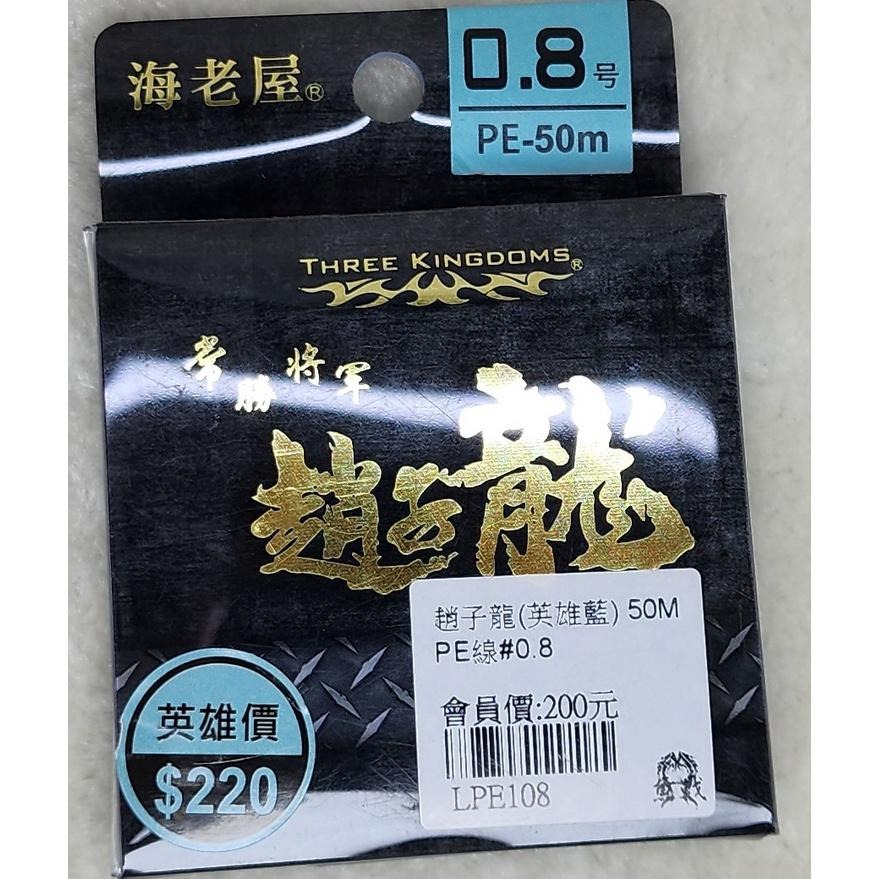 海老屋®
0.8号
PE-50m
THREE KINGDOMS®
常勝將軍
趙子龍
趙子龍(英雄藍) 50M
PE線#0.8
會員價:200元
LPE108
英雄價
$220